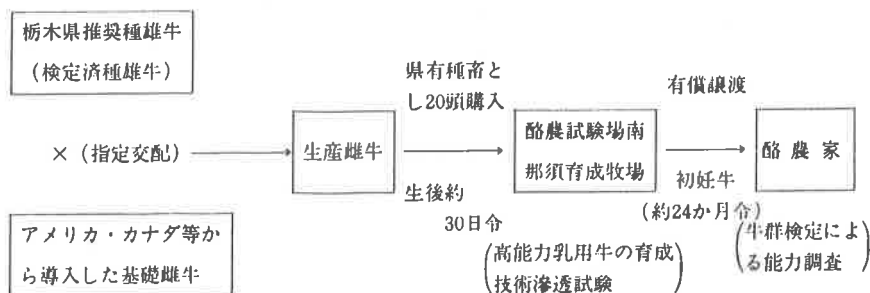 栃木県推奨種雄牛
(検定済種雄牛)
×(指定交配)
アメリカ・カナダ等か
ら導入した基礎雌牛
生産雌牛
県有種畜と
し20頭購入
生後約
30日令
酪農試験場南
那須育成牧場
(高能力乳用牛の育成
技術滲透試験)
有償譲渡
初妊牛
(約24か月令)
酪農家
(牛群検定によ
る能力調査)